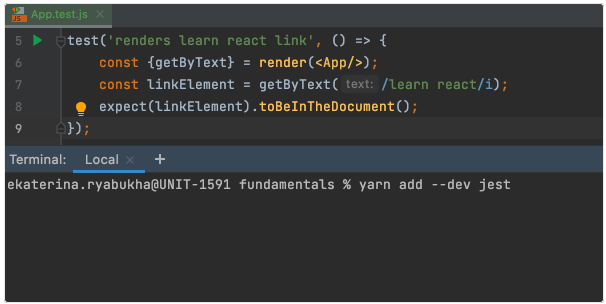 App.test.js
5 test('renders learn react link', () => {
6 const {getByText} = render(<App/>);
7 const linkElement = getByText( text: /learn react/i);
8 expect(linkElement).toBeInTheDocument();
9 });
Terminal: Local × +
ekaterina.ryabukha@UNIT-1591 fundamentals % yarn add --dev jest